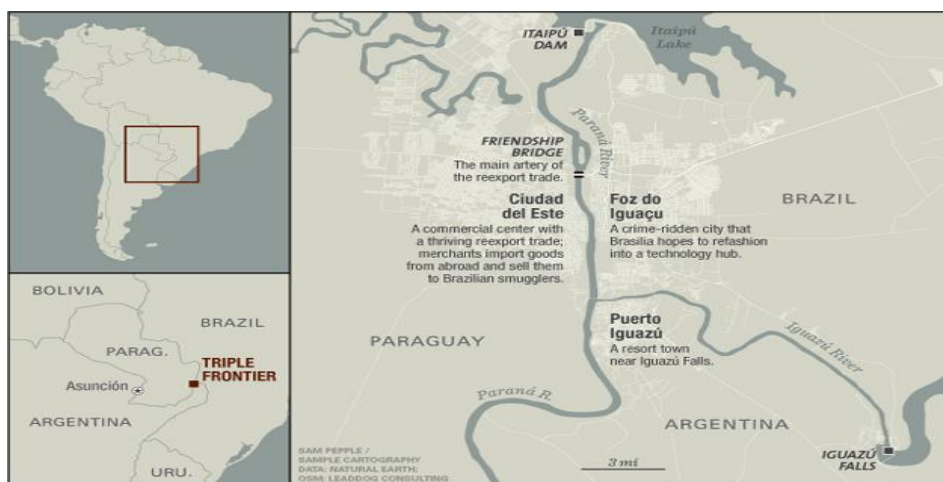 BOLIVIA
BRAZIL
PARAG.
TRIPLE
FRONTIER
Asunción
ARGENTINA
URU.
ITAIPÚ
DAM
Itaipú
Lake
Paraná River
FRIENDSHIP
BRIDGE
The main artery of
the reexport trade.
Ciudad
del Este
A commercial center with
a thriving reexport trade;
merchants import goods
from abroad and sell them
to Brazilian smugglers.
Foz do
Iguaçu
A crime-ridden city that
Brasilia hopes to refashion
into a technology hub.
BRAZIL
PARAGUAY
Puerto
Iguazú
A resort town
near Iguazú Falls.
Iguazú River
Paraná R.
ARGENTINA
IGUAZÚ
FALLS
3 mi
SAM PEPPLE /
SAMPLE CARTOGRAPHY
DATA: NATURAL EARTH;
OSM; LEADDOG CONSULTING